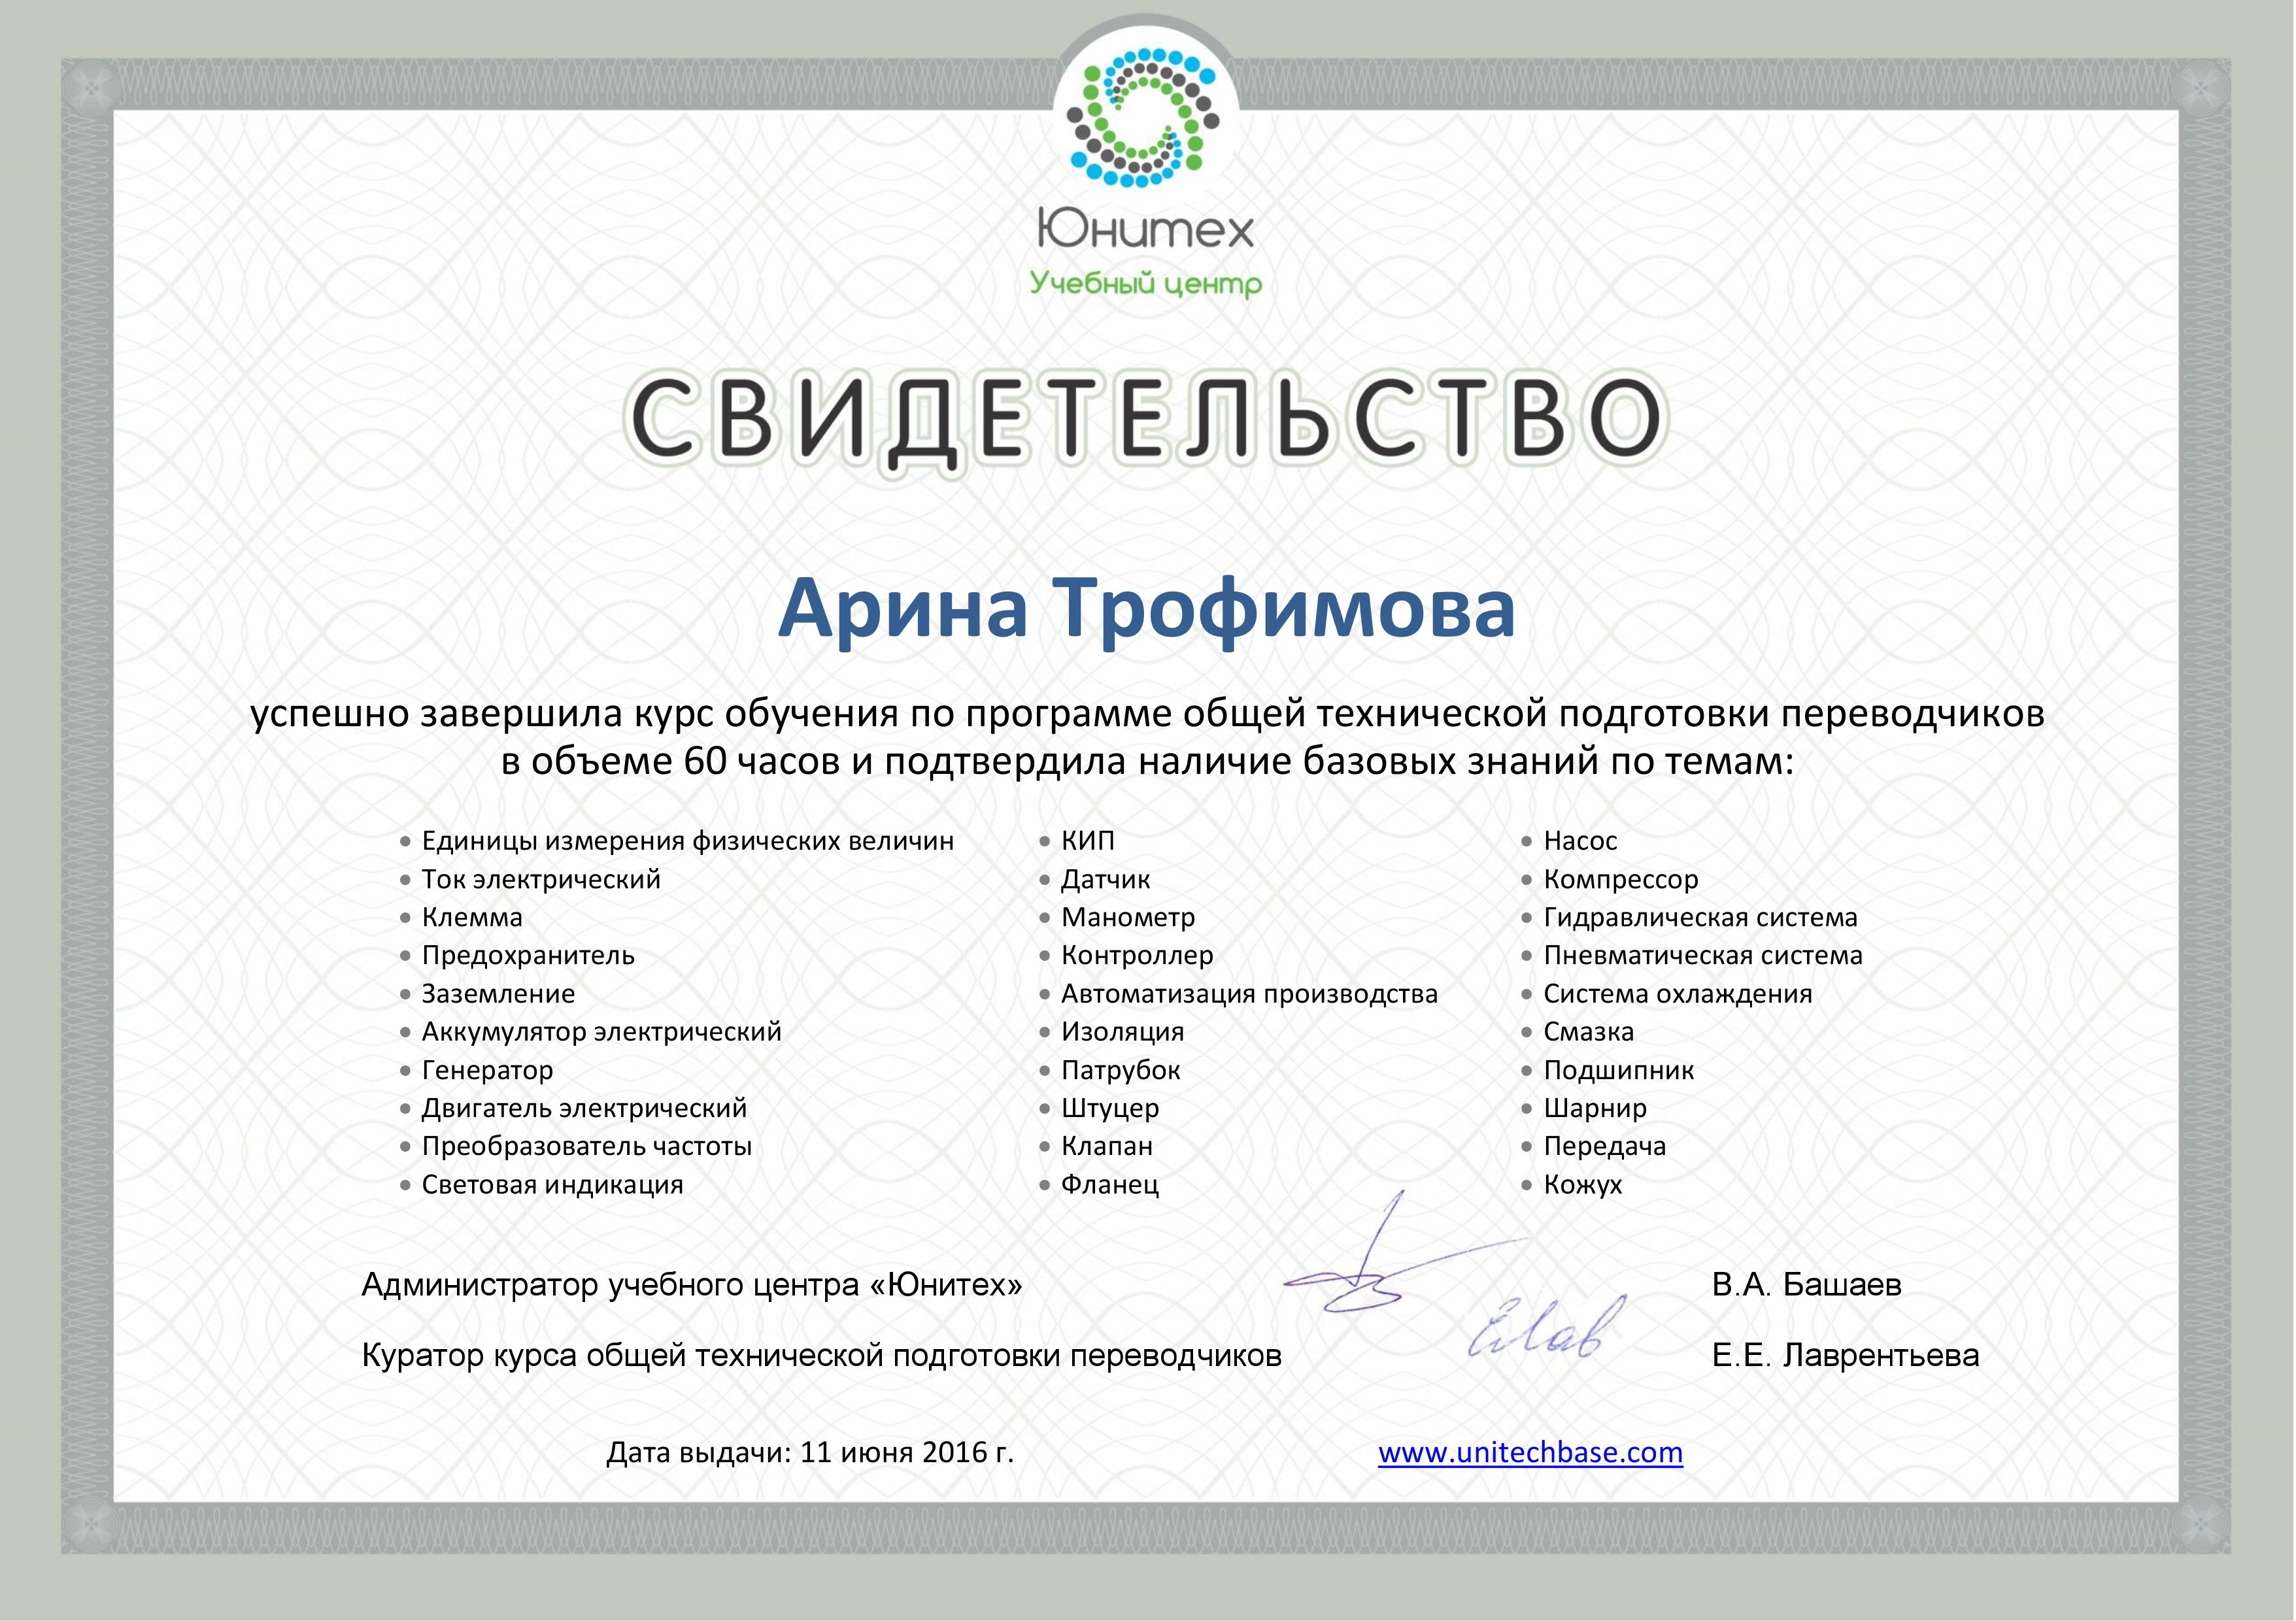 Юнитех
Учебный центр
СВИДЕТЕЛЬСТВО
Арина Трофимова
успешно завершила курс обучения по программе общей технической подготовки переводчиков
в объеме 60 часов и подтвердила наличие базовых знаний по темам:
• Единицы измерения физических величин
• Ток электрический
• Клемма
• Предохранитель
• Заземление
• Аккумулятор электрический
• Генератор
• Двигатель электрический
• Преобразователь частоты
• Световая индикация
• КИП
• Датчик
• Манометр
• Контроллер
• Автоматизация производства
• Изоляция
• Патрубок
• Штуцер
• Клапан
• Фланец
• Насос
• Компрессор
• Гидравлическая система
• Пневматическая система
• Система охлаждения
• Смазка
• Подшипник
• Шарнир
• Передача
• Кожух
Администратор учебного центра «Юнитех» В.А. Башаев
Куратор курса общей технической подготовки переводчиков Е.Е. Лаврентьева
Дата выдачи: 11 июня 2016 г. www.unitechbase.com